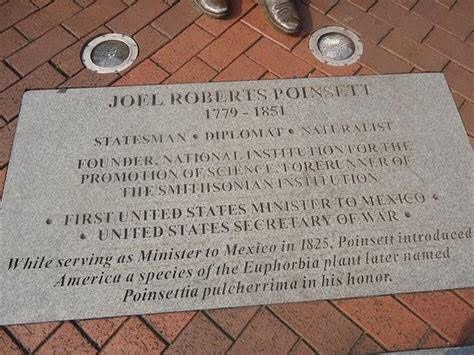 JOEL ROBERTS POINSETT
1779 - 1851
STATESMAN • DIPLOMAT • NATURALIST
FOUNDER, NATIONAL INSTITUTION FOR THE
PROMOTION OF SCIENCE, FORERUNNER OF
THE SMITHSONIAN INSTITUTION
• FIRST UNITED STATES MINISTER TO MEXICO •
• UNITED STATES SECRETARY OF WAR •
While serving as Minister to Mexico in 1825, Poinsett introduced
America a species of the Euphorbia plant later named
Poinsettia pulcherrima in his honor.